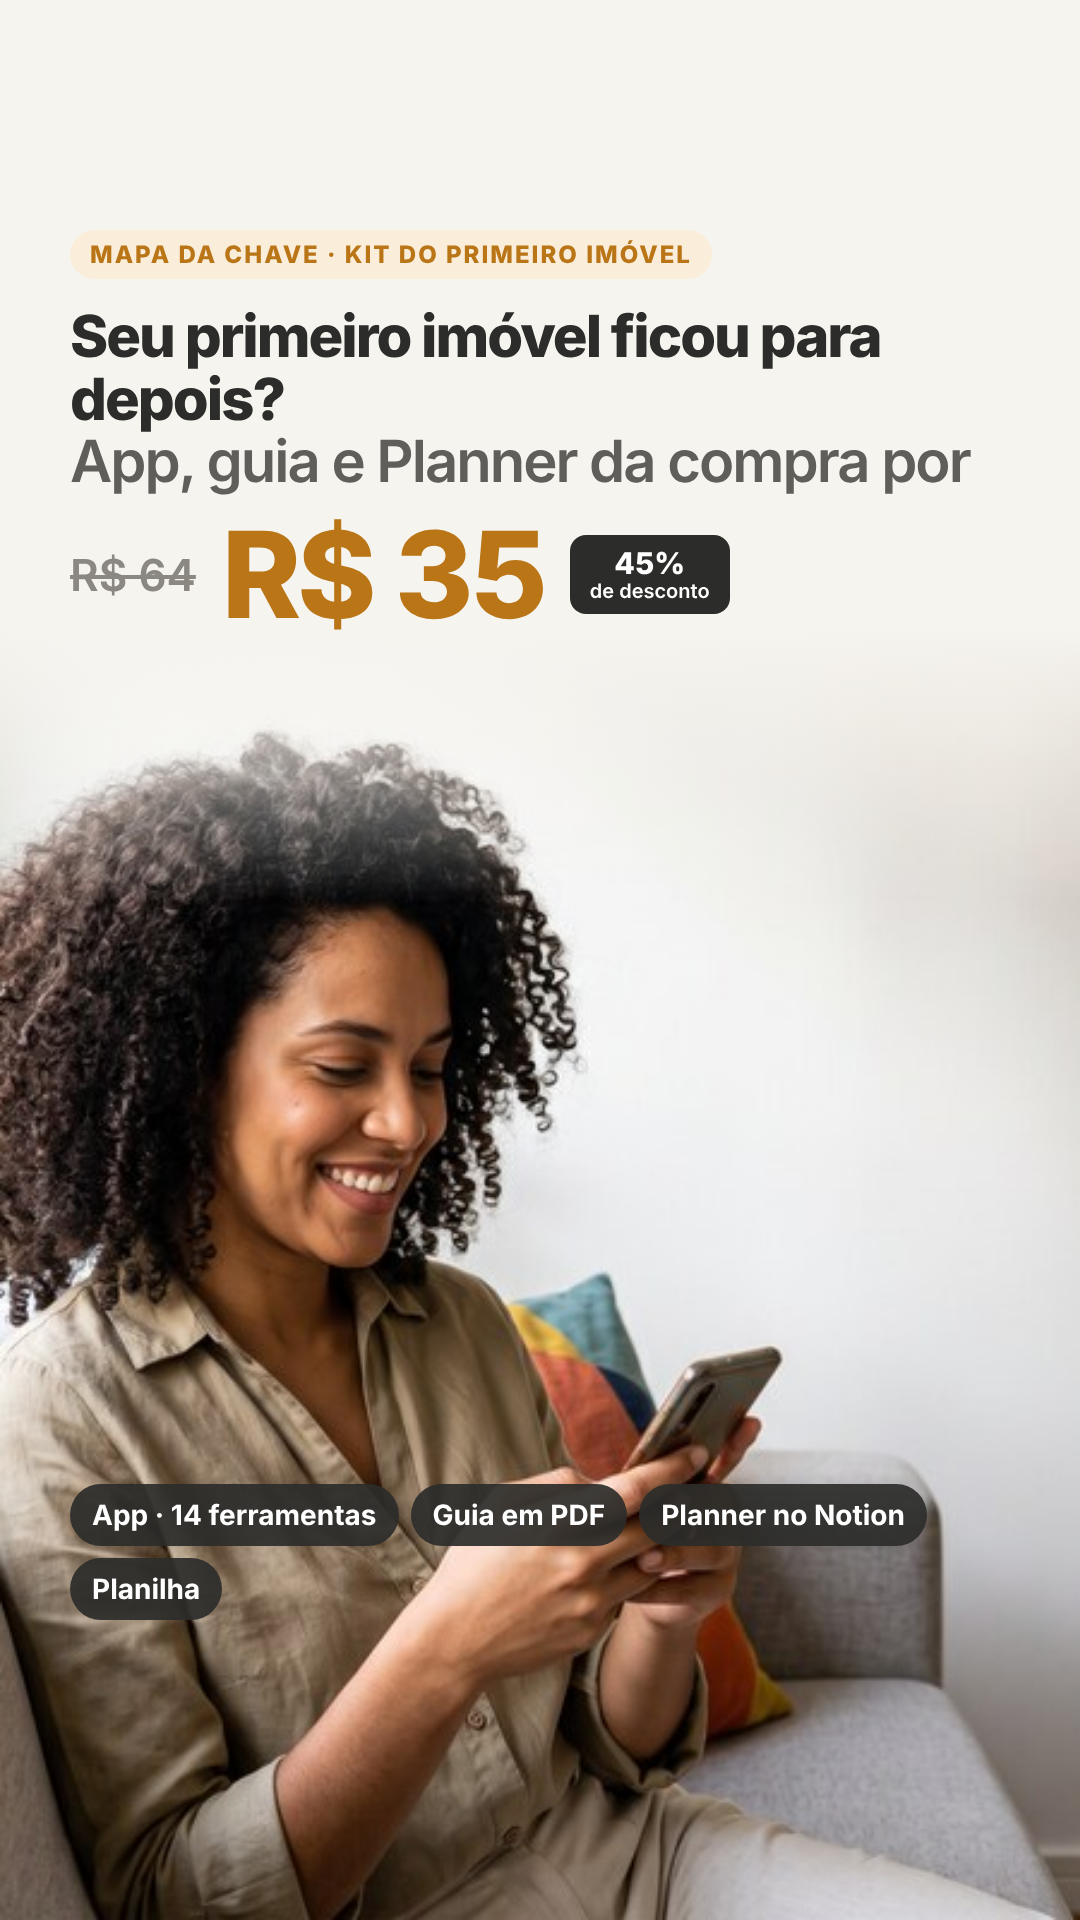 MAPA DA CHAVE · KIT DO PRIMEIRO IMÓVEL
Seu primeiro imóvel ficou para
depois?
App, guia e Planner da compra por
R$ 64 R$ 35 45%
de desconto
App · 14 ferramentas Guia em PDF Planner no Notion
Planilha